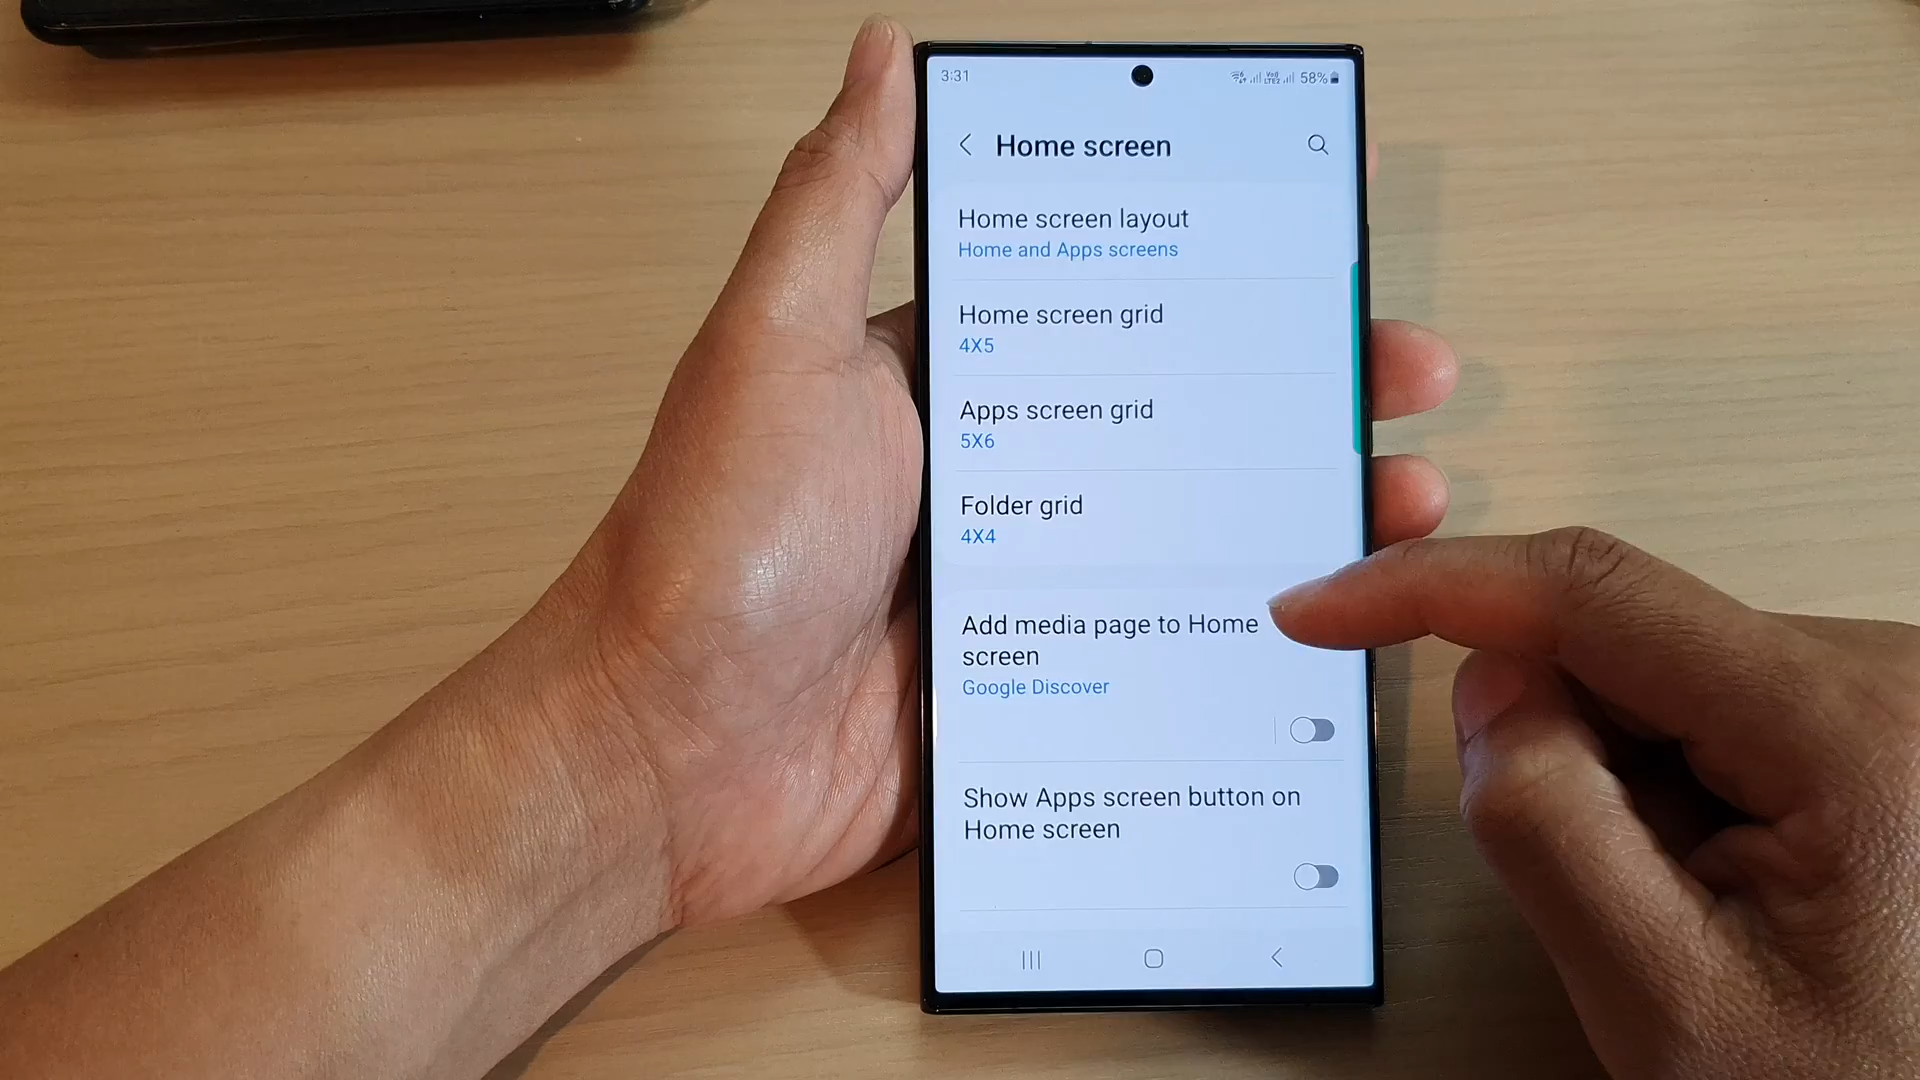 3:31
58%
Home screen
Home screen layout
Home and Apps screens
Home screen grid
4X5
Apps screen grid
5X6
Folder grid
4X4
Add media page to Home
screen
Google Discover
Show Apps screen button on
Home screen